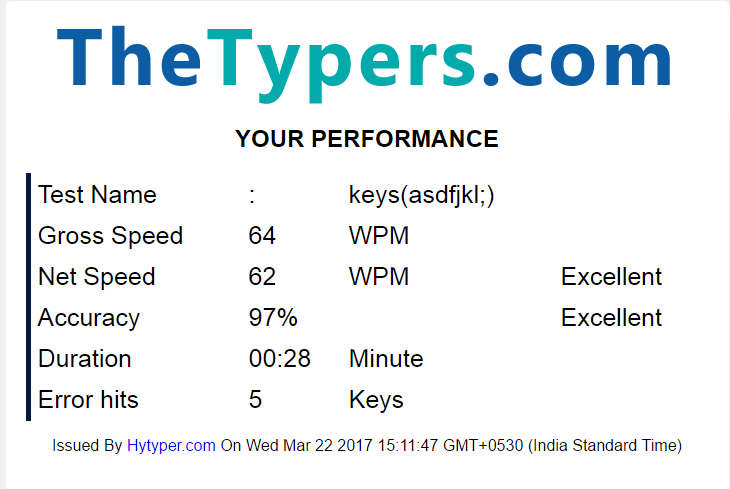 TheTypers.com
YOUR PERFORMANCE
Test Name : keys(asdfjkl;)
Gross Speed 64 WPM
Net Speed 62 WPM Excellent
Accuracy 97% Excellent
Duration 00:28 Minute
Error hits 5 Keys
Issued By Hytyper.com On Wed Mar 22 2017 15:11:47 GMT+0530 (India Standard Time)